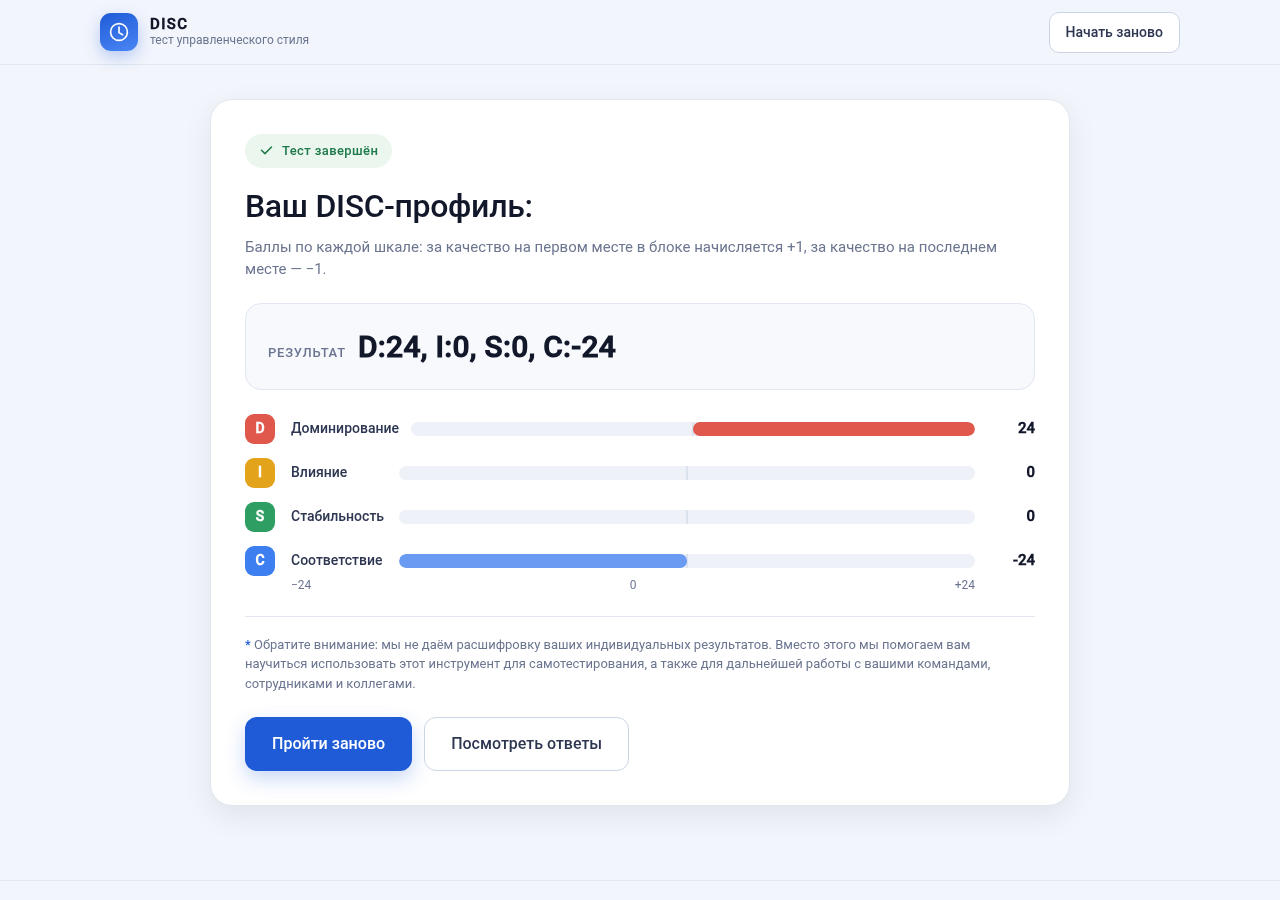 DISC
тест управленческого стиля
Начать заново
Тест завершён
Ваш DISC-профиль:
Баллы по каждой шкале: за качество на первом месте в блоке начисляется +1, за качество на последнем
месте — −1.
РЕЗУЛЬТАТ D:24, I:0, S:0, C:-24
D Доминирование 24
I Влияние 0
S Стабильность 0
C Соответствие -24
−24 0 +24
* Обратите внимание: мы не даём расшифровку ваших индивидуальных результатов. Вместо этого мы помогаем вам
научиться использовать этот инструмент для самотестирования, а также для дальнейшей работы с вашими командами,
сотрудниками и коллегами.
Пройти заново
Посмотреть ответы